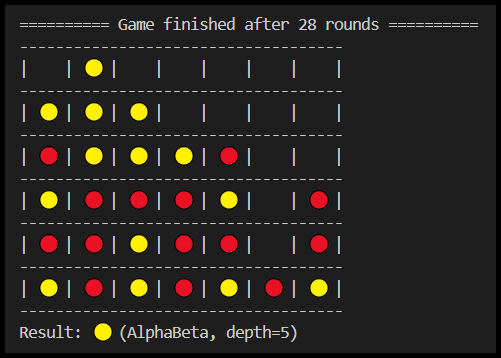 ========== Game finished after 28 rounds ==========
------------------------------------
|    | 🟡 |    |    |    |    |    |
------------------------------------
| 🟡 | 🟡 | 🟡 |    |    |    |    |
------------------------------------
| 🔴 | 🟡 | 🟡 | 🟡 | 🔴 |    |    |
------------------------------------
| 🟡 | 🔴 | 🔴 | 🔴 | 🟡 |    | 🔴 |
------------------------------------
| 🔴 | 🔴 | 🟡 | 🔴 | 🔴 |    | 🔴 |
------------------------------------
| 🟡 | 🔴 | 🟡 | 🔴 | 🟡 | 🔴 | 🟡 |
------------------------------------
Result: 🟡 (AlphaBeta, depth=5)